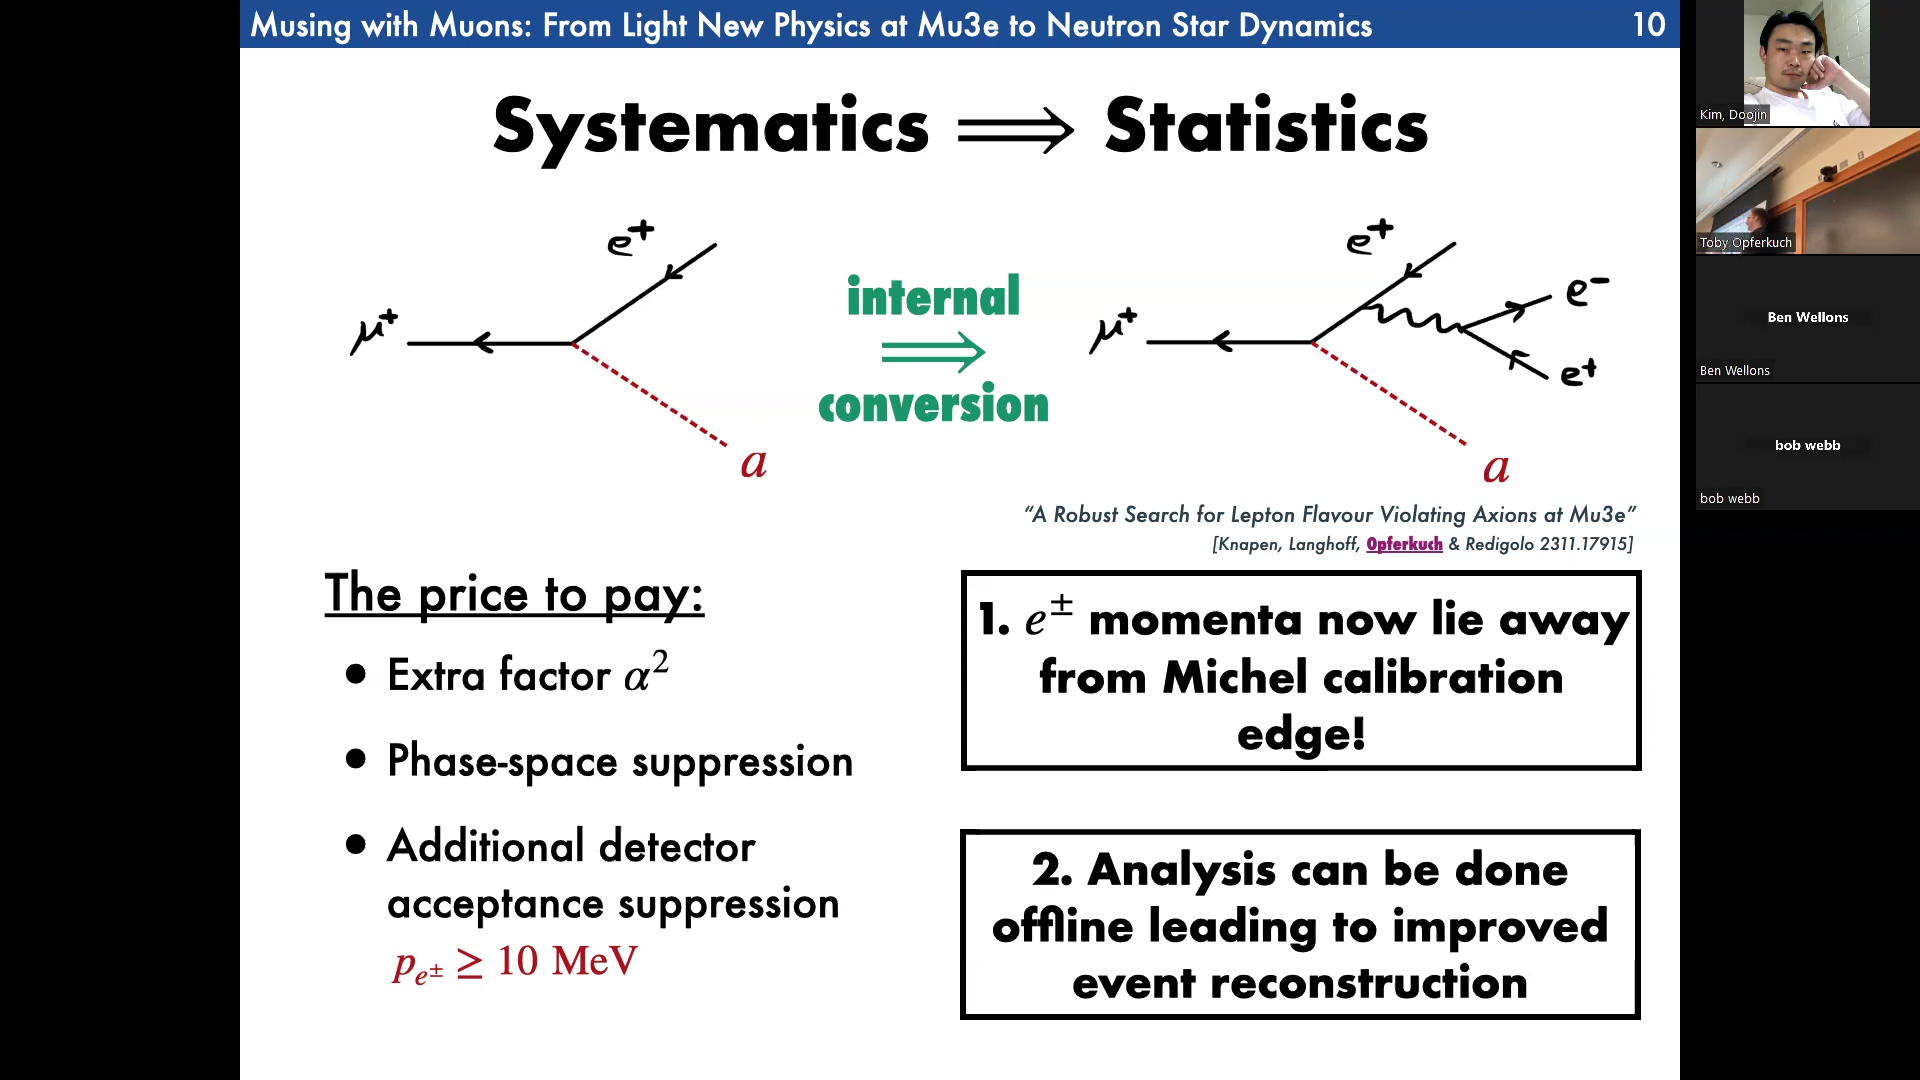 Musing with Muons: From Light New Physics at Mu3e to Neutron Star Dynamics 10
Systematics ⟹ Statistics
e⁺
μ⁺
a
internal
⟹
conversion
e⁺
e⁻
μ⁺
e⁺
a
“A Robust Search for Lepton Flavour Violating Axions at Mu3e”
[Knapen, Langhoff, Opferkuch & Redigolo 2311.17915]
The price to pay:
• Extra factor α²
• Phase-space suppression
• Additional detector
acceptance suppression
p_{e^±} ≥ 10 MeV
1. e^± momenta now lie away
from Michel calibration
edge!
2. Analysis can be done
offline leading to improved
event reconstruction
Kim, Doojin
Toby Opferkuch
Ben Wellons
Ben Wellons
bob webb
bob webb